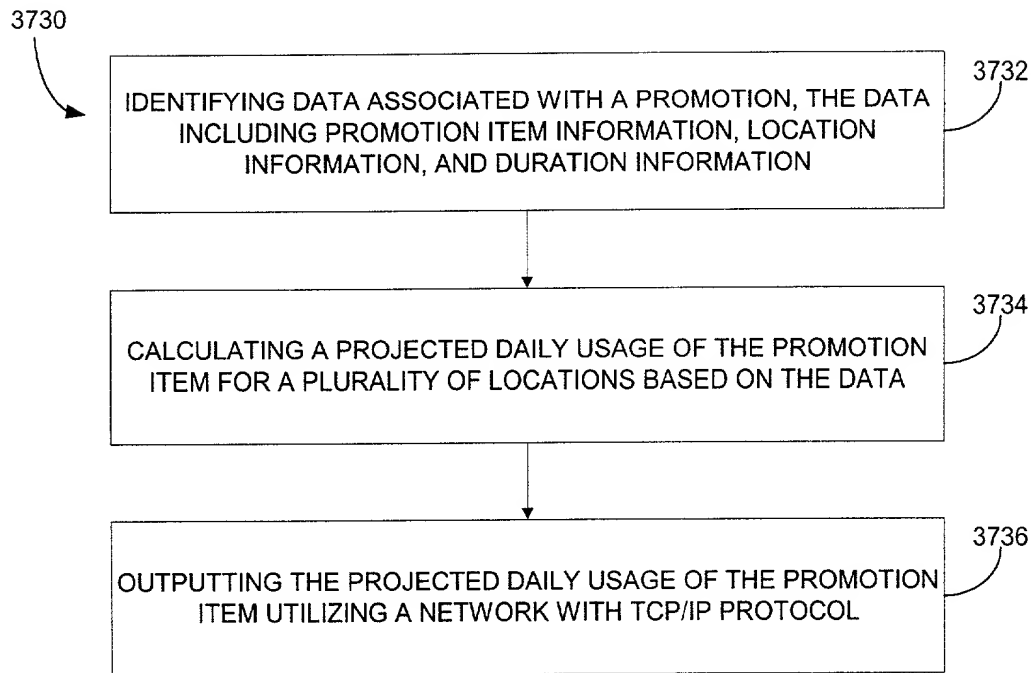 3730
IDENTIFYING DATA ASSOCIATED WITH A PROMOTION, THE DATA
INCLUDING PROMOTION ITEM INFORMATION, LOCATION
INFORMATION, AND DURATION INFORMATION
3732
CALCULATING A PROJECTED DAILY USAGE OF THE PROMOTION
ITEM FOR A PLURALITY OF LOCATIONS BASED ON THE DATA
3734
OUTPUTTING THE PROJECTED DAILY USAGE OF THE PROMOTION
ITEM UTILIZING A NETWORK WITH TCP/IP PROTOCOL
3736